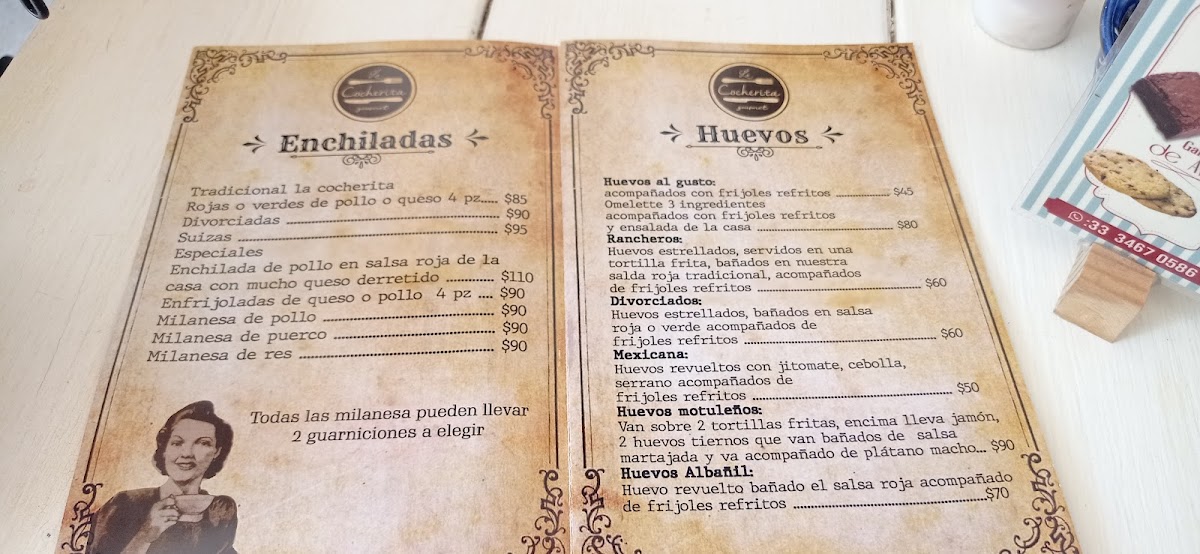 La
Cocherita
gourmet
Enchiladas
Tradicional la cocherita
Rojas o verdes de pollo o queso 4 pz..... $85
Divorciadas ........ $90
Suizas ........ $95
Especiales
Enchilada de pollo en salsa roja de la
casa con mucho queso derretido ............ $110
Enfrijoladas de queso o pollo 4 pz .... $90
Milanesa de pollo ........ $90
Milanesa de puerco ........ $90
Milanesa de res ........ $90
Todas las milanesa pueden llevar
2 guarniciones a elegir
La
Cocherita
gourmet
Huevos
Huevos al gusto:
acompañados con frijoles refritos ........ $45
Omelette 3 ingredientes
acompañados con frijoles refritos
y ensalada de la casa ........ $80
Rancheros:
Huevos estrellados, servidos en una
tortilla frita, bañados en nuestra
salda roja tradicional, acompañados
de frijoles refritos ........ $60
Divorciados:
Huevos estrellados, bañados en salsa
roja o verde acompañados de
frijoles refritos ........ $60
Mexicana:
Huevos revueltos con jitomate, cebolla,
serrano acompañados de
frijoles refritos ........ $50
Huevos motuleños:
Van sobre 2 tortillas fritas, encima lleva jamón,
2 huevos tiernos que van bañados de salsa
martajada y va acompañado de plátano macho... $90
Huevos Albañil:
Huevo revuelto bañado el salsa roja acompañado
de frijoles refritos ........$70
de
:33 3467 0586